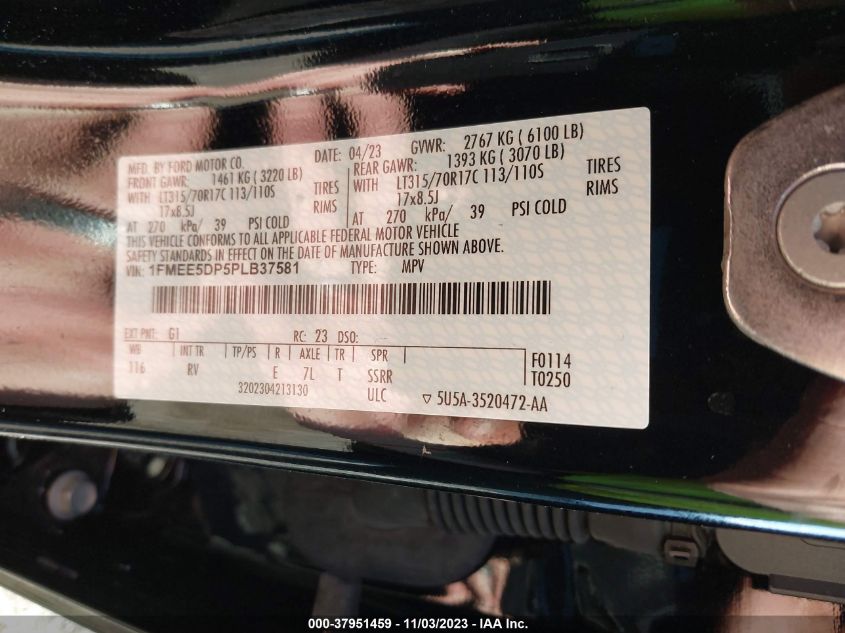 MFD. BY FORD MOTOR CO.
DATE: 04/23 GVWR: 2767 KG ( 6100 LB)
FRONT GAWR: 1461 KG ( 3220 LB)
REAR GAWR: 1393 KG ( 3070 LB)
WITH LT315/70R17C 113/110S TIRES
WITH LT315/70R17C 113/110S TIRES
17x8.5J RIMS
17x8.5J RIMS
AT 270 kPa/ 39 PSI COLD
AT 270 kPa/ 39 PSI COLD
THIS VEHICLE CONFORMS TO ALL APPLICABLE FEDERAL MOTOR VEHICLE
SAFETY STANDARDS IN EFFECT ON THE DATE OF MANUFACTURE SHOWN ABOVE.
VIN: 1FMEE5DP5PLB37581 TYPE: MPV
EXT PNT: G1 RC: 23 DSO:
WB INT TR TP/PS R AXLE TR SPR
116 RV E 7L T SSRR
F0114
T0250
3202304213130 ULC ▽ 5U5A-3520472-AA
000-37951459 - 11/03/2023 - IAA Inc.